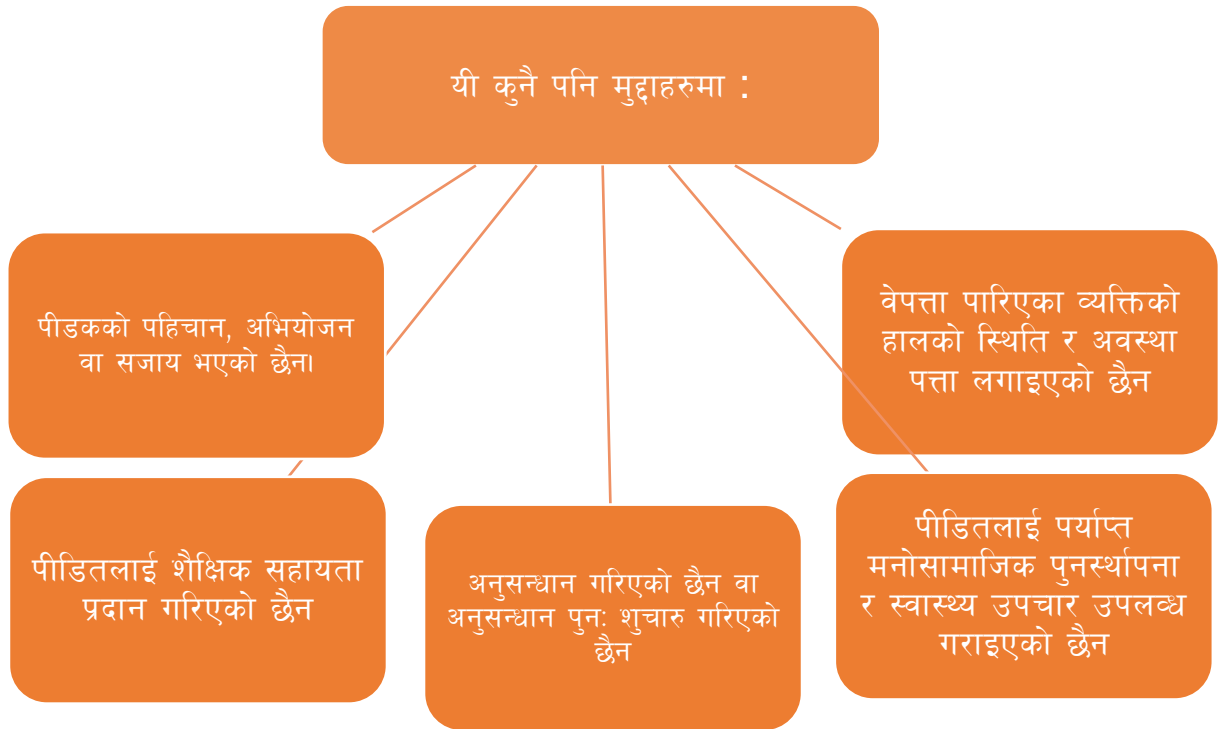 यी कुनै पनि मुद्दाहरुमा :
पीडकको पहिचान, अभियोजन
वा सजाय भएको छैन।
वेपत्ता पारिएका व्यक्तिको
हालको स्थिति र अवस्था
पत्ता लगाइएको छैन
पीडितलाई शैक्षिक सहायता
प्रदान गरिएको छैन
अनुसन्धान गरिएको छैन वा
अनुसन्धान पुनः शुचारु गरिएको
छैन
पीडितलाई पर्याप्त
मनोसामाजिक पुनर्स्थापना
र स्वास्थ्य उपचार उपलव्ध
गराइएको छैन